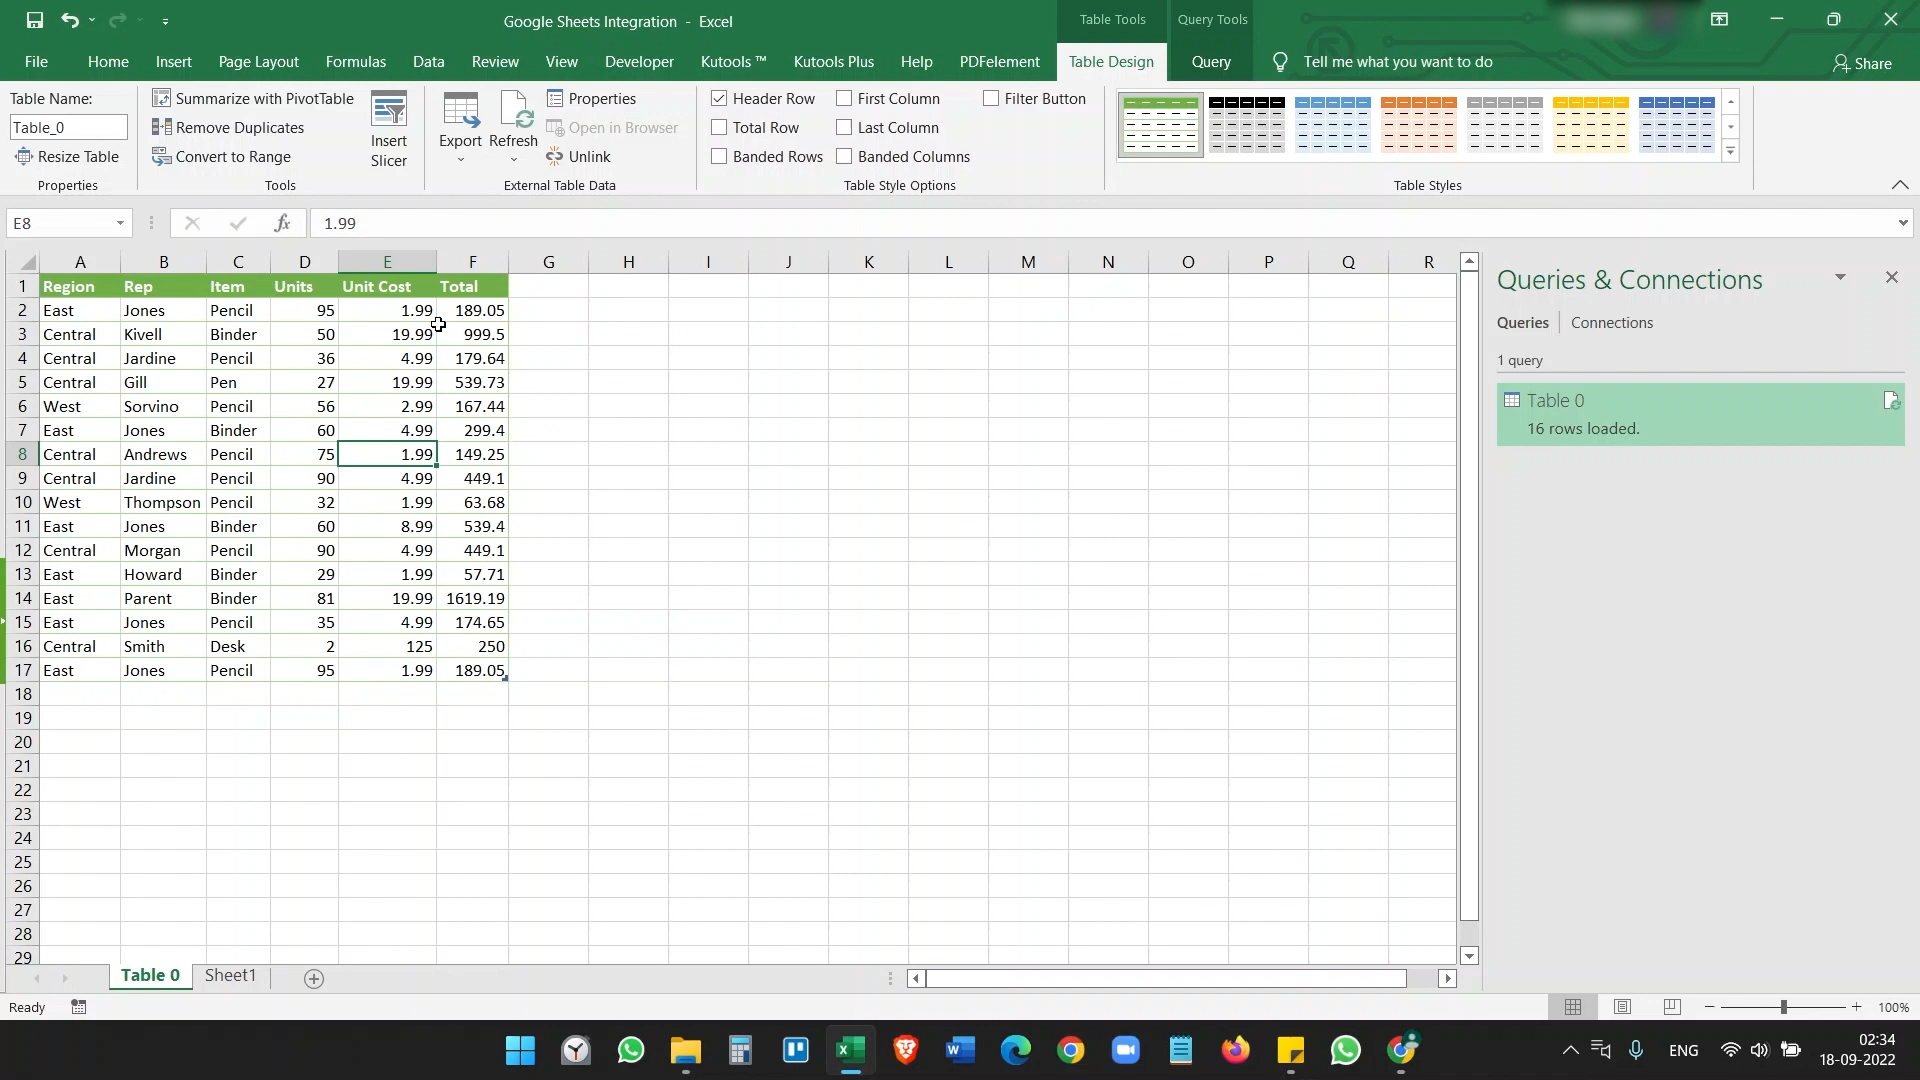 Google Sheets Integration - Excel
Table Tools
Query Tools
File Home Insert Page Layout Formulas Data Review View Developer Kutools ™ Kutools Plus Help PDFelement Table Design Query Tell me what you want to do Share
Table Name:
Table_0
Resize Table
Properties
Summarize with PivotTable
Remove Duplicates
Convert to Range
Tools
Insert
Slicer
Export
Refresh
Properties
Open in Browser
Unlink
External Table Data
Header Row
Total Row
Banded Rows
First Column
Last Column
Banded Columns
Filter Button
Table Style Options
Table Styles
E8
fx
1.99
A B C D E F G H I J K L M N O P Q R
1 Region Rep Item Units Unit Cost Total
2 East Jones Pencil 95 1.99 189.05
3 Central Kivell Binder 50 19.99 999.5
4 Central Jardine Pencil 36 4.99 179.64
5 Central Gill Pen 27 19.99 539.73
6 West Sorvino Pencil 56 2.99 167.44
7 East Jones Binder 60 4.99 299.4
8 Central Andrews Pencil 75 1.99 149.25
9 Central Jardine Pencil 90 4.99 449.1
10 West Thompson Pencil 32 1.99 63.68
11 East Jones Binder 60 8.99 539.4
12 Central Morgan Pencil 90 4.99 449.1
13 East Howard Binder 29 1.99 57.71
14 East Parent Binder 81 19.99 1619.19
15 East Jones Pencil 35 4.99 174.65
16 Central Smith Desk 2 125 250
17 East Jones Pencil 95 1.99 189.05
18
19
20
21
22
23
24
25
26
27
28
29
Queries & Connections
Queries Connections
1 query
Table 0
16 rows loaded.
Table 0 Sheet1
Ready
100%
ENG
02:34
18-09-2022